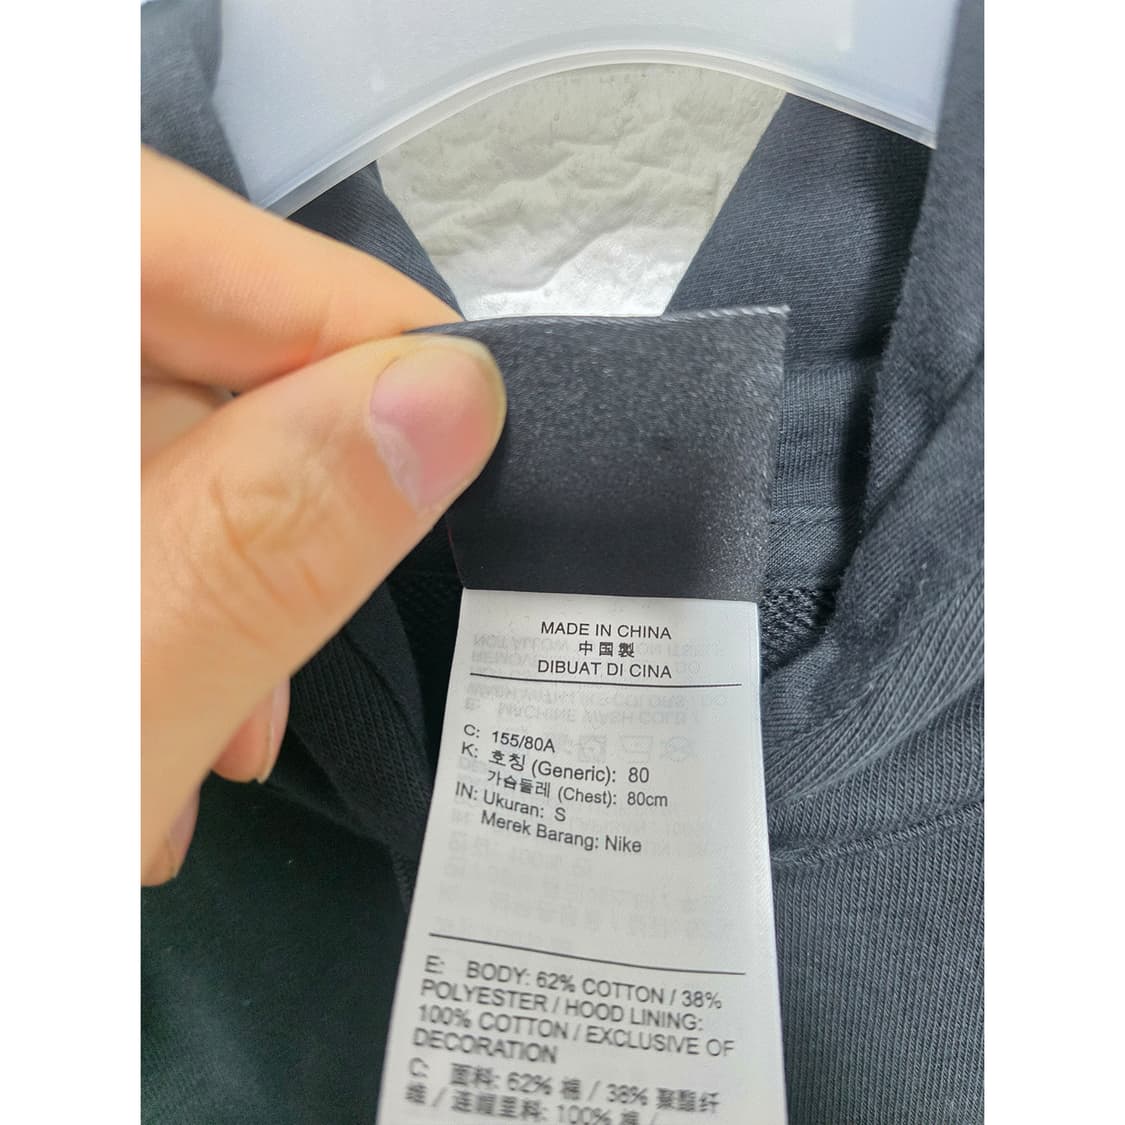 MADE IN CHINA
中国製
DIBUAT DI CINA
C: 155/80A
K: 호칭 (Generic): 80
가슴둘레 (Chest): 80cm
IN: Ukuran: S
Merek Barang: Nike
E: BODY: 62% COTTON / 38%
POLYESTER / HOOD LINING:
100% COTTON / EXCLUSIVE OF
DECORATION
C: 面料: 62% 棉 / 38% 聚酯纤
维 / 连帽里料: 100% 棉 /